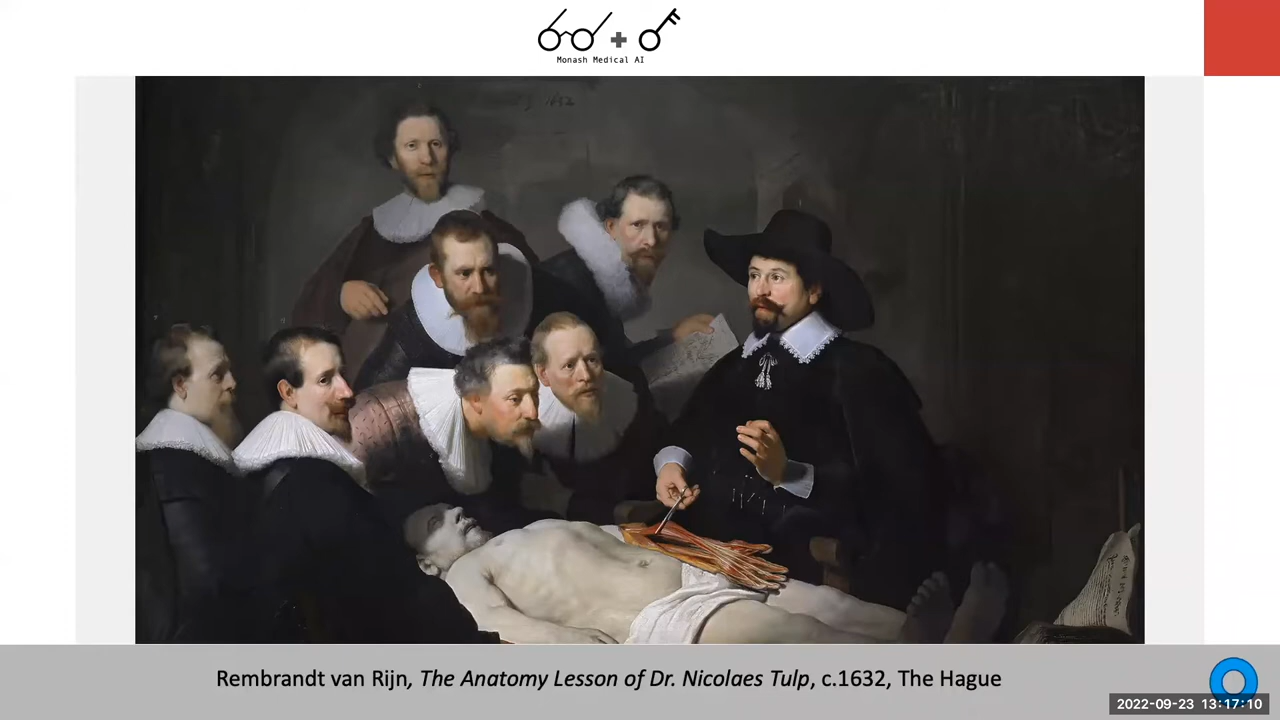 Monash Medical AI
1632
Rembrandt van Rijn, The Anatomy Lesson of Dr. Nicolaes Tulp, c.1632, The Hague
2022-09-23 13:17:10